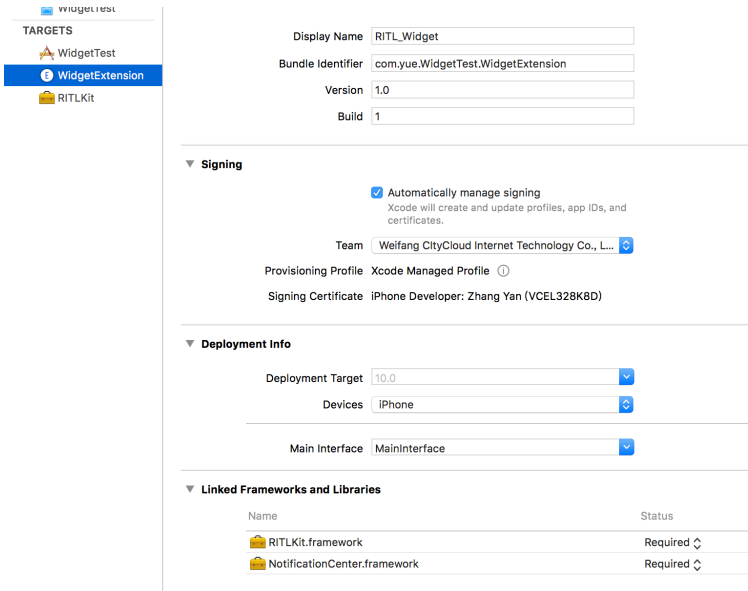 WidgetTest
TARGETS
WidgetTest
E WidgetExtension
RITLKit
Display Name RITL_Widget
Bundle Identifier com.yue.WidgetTest.WidgetExtension
Version 1.0
Build 1
Signing
Automatically manage signing
Xcode will create and update profiles, app IDs, and
certificates.
Team Weifang CItyCloud Internet Technology Co., L...
Provisioning Profile Xcode Managed Profile
Signing Certificate iPhone Developer: Zhang Yan (VCEL328K8D)
Deployment Info
Deployment Target 10.0
Devices iPhone
Main Interface MainInterface
Linked Frameworks and Libraries
Name Status
RITLKit.framework Required
NotificationCenter.framework Required